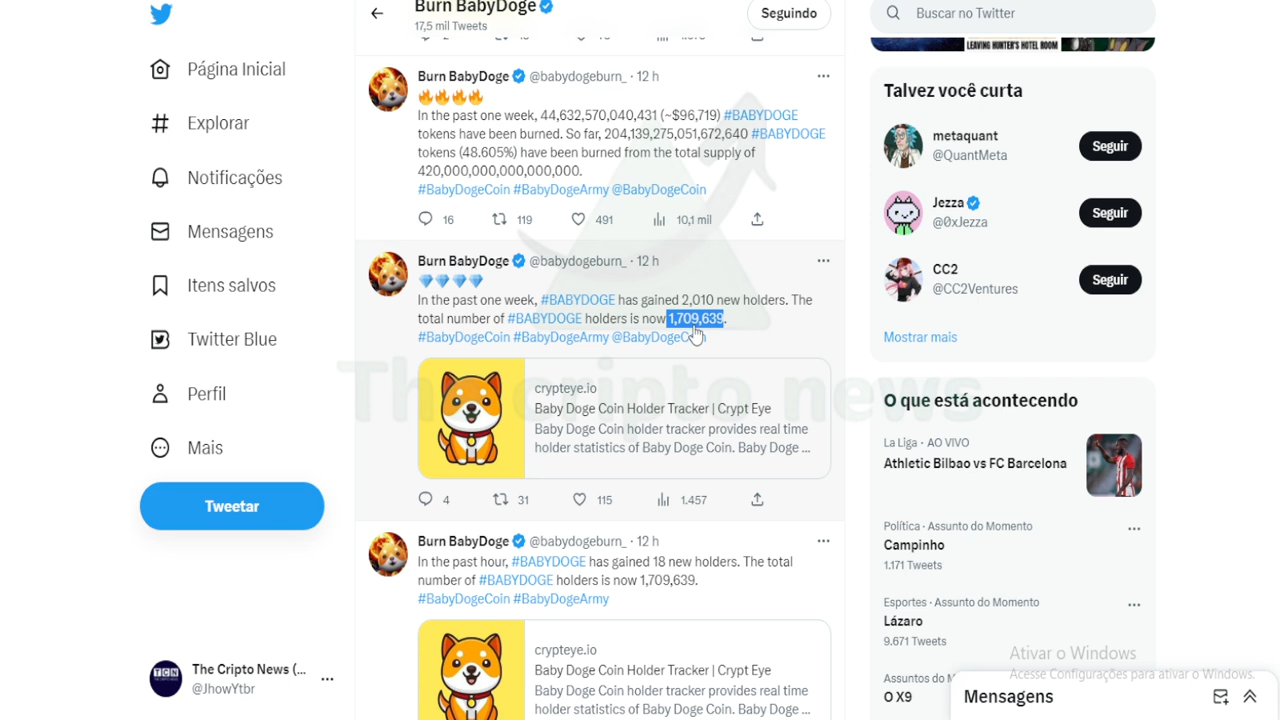 Burn BabyDoge
17,5 mil Tweets
Seguindo
Buscar no Twitter
LEAVING HUNTER'S HOTEL ROOM
Página Inicial
Explorar
Notificações
Mensagens
Itens salvos
Twitter Blue
Perfil
Mais
Tweetar
TCN
The Cripto News (...
@JhowYtbr
Burn BabyDoge @babydogeburn_ · 12 h
🔥🔥🔥🔥
In the past one week, 44,632,570,040,431 (~$96,719) #BABYDOGE
tokens have been burned. So far, 204,139,275,051,672,640 #BABYDOGE
tokens (48.605%) have been burned from the total supply of
420,000,000,000,000,000.
#BabyDogeCoin #BabyDogeArmy @BabyDogeCoin
16 119 491 10,1 mil
Burn BabyDoge @babydogeburn_ · 12 h
💎💎💎💎
In the past one week, #BABYDOGE has gained 2,010 new holders. The
total number of #BABYDOGE holders is now 1,709,639.
#BabyDogeCoin #BabyDogeArmy @BabyDogeCoin
crypteye.io
Baby Doge Coin Holder Tracker | Crypt Eye
Baby Doge Coin holder tracker provides real time
holder statistics of Baby Doge Coin. Baby Doge ...
4 31 115 1.457
Burn BabyDoge @babydogeburn_ · 12 h
In the past hour, #BABYDOGE has gained 18 new holders. The total
number of #BABYDOGE holders is now 1,709,639.
#BabyDogeCoin #BabyDogeArmy
crypteye.io
Baby Doge Coin Holder Tracker | Crypt Eye
Baby Doge Coin holder tracker provides real time
holder statistics of Baby Doge Coin. Baby Doge ...
The cripto news
Talvez você curta
metaquant
@QuantMeta
Seguir
Jezza
@0xJezza
Seguir
CC2
@CC2Ventures
Seguir
Mostrar mais
O que está acontecendo
La Liga · AO VIVO
Athletic Bilbao vs FC Barcelona
Política · Assunto do Momento
Campinho
1.171 Tweets
Esportes · Assunto do Momento
Lázaro
9.671 Tweets
Assuntos do M
O X9
Ativar o Windows
Acesse Configurações para ativar o Windows.
Mensagens